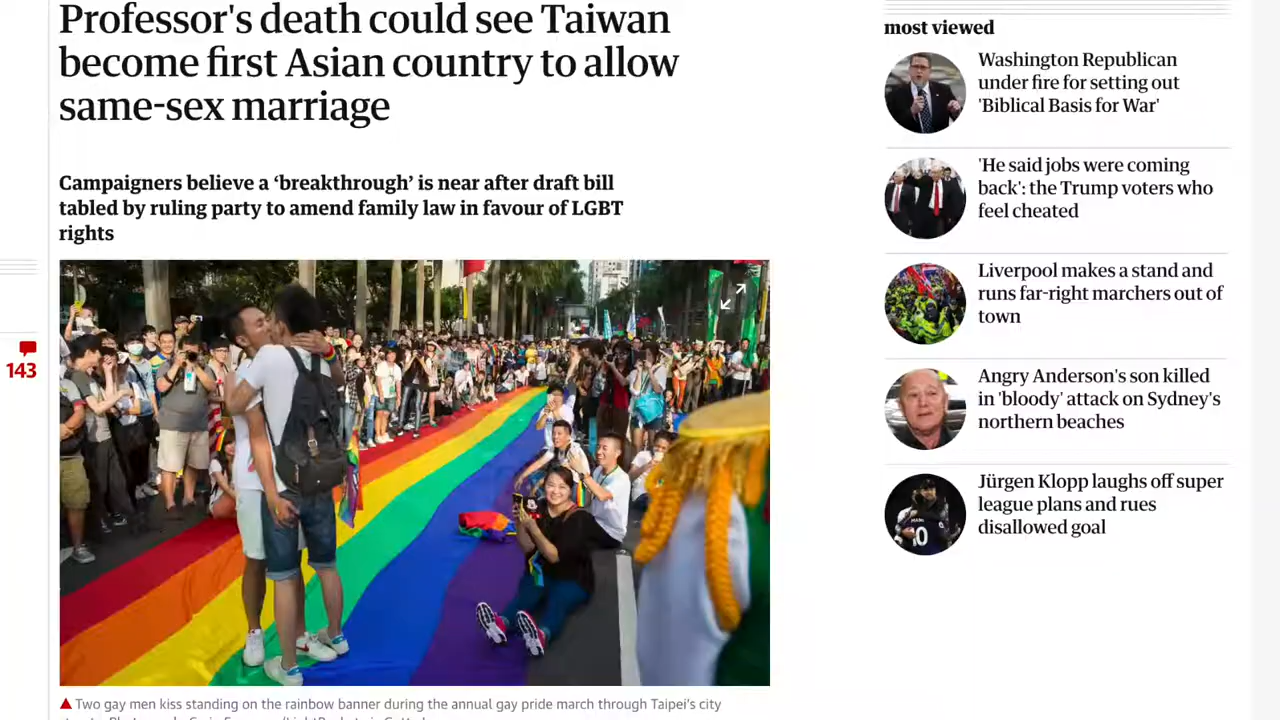 Professor's death could see Taiwan
become first Asian country to allow
same-sex marriage
Campaigners believe a ‘breakthrough’ is near after draft bill
tabled by ruling party to amend family law in favour of LGBT
rights
143
Two gay men kiss standing on the rainbow banner during the annual gay pride march through Taipei's city
most viewed
Washington Republican
under fire for setting out
'Biblical Basis for War'
'He said jobs were coming
back': the Trump voters who
feel cheated
Liverpool makes a stand and
runs far-right marchers out of
town
Angry Anderson's son killed
in 'bloody' attack on Sydney's
northern beaches
Jürgen Klopp laughs off super
league plans and rues
disallowed goal